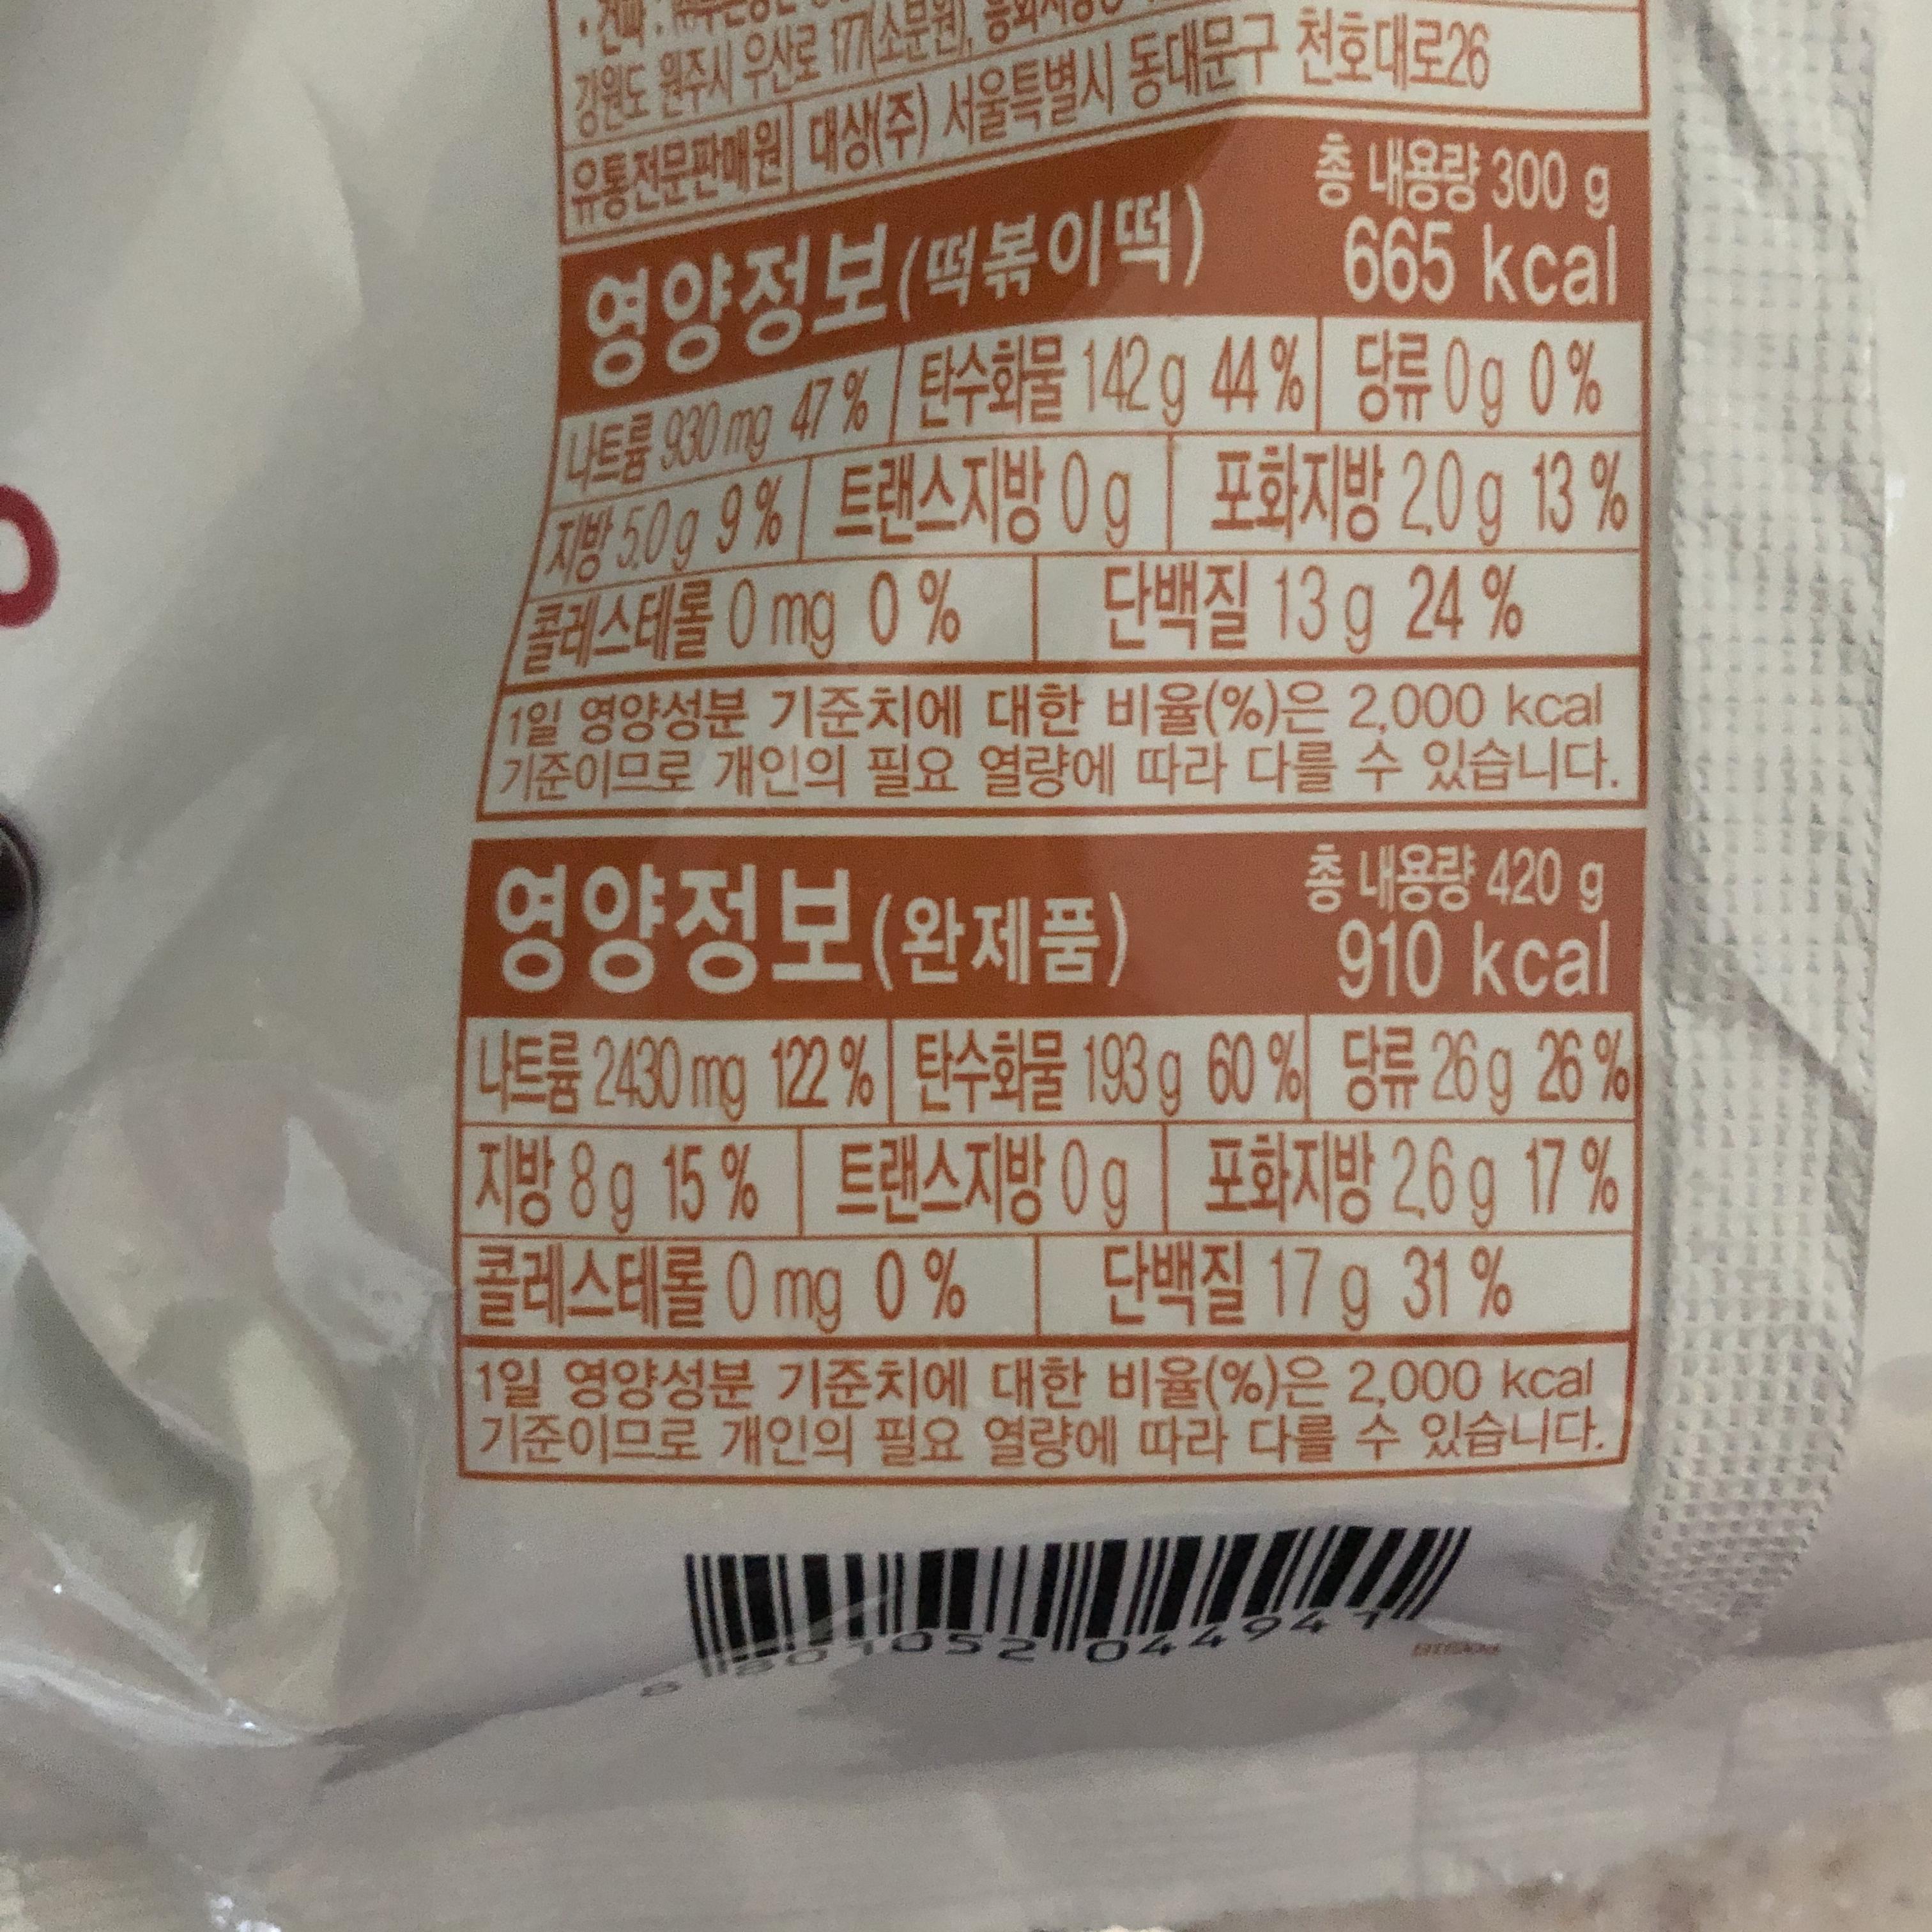 강원도 원주시 우산로 177(소문원),
유통전문판매원 대상(주) 서울특별시 동대문구 천호대로26
영양정보(떡볶이떡) 총 내용량 300 g
665 kcal
나트륨 930 mg 47 % 탄수화물 142 g 44 % 당류 0 g 0 %
지방 5.0 g 9 % 트랜스지방 0 g 포화지방 2.0 g 13 %
콜레스테롤 0 mg 0 % 단백질 13 g 24 %
1일 영양성분 기준치에 대한 비율(%)은 2,000 kcal
기준이므로 개인의 필요 열량에 따라 다를 수 있습니다.
영양정보(완제품) 총 내용량 420 g
910 kcal
나트륨 2430 mg 122 % 탄수화물 193 g 60 % 당류 26 g 26 %
지방 8 g 15 % 트랜스지방 0 g 포화지방 2.6 g 17 %
콜레스테롤 0 mg 0 % 단백질 17 g 31 %
1일 영양성분 기준치에 대한 비율(%)은 2,000 kcal
기준이므로 개인의 필요 열량에 따라 다를 수 있습니다.
8 801052 044941